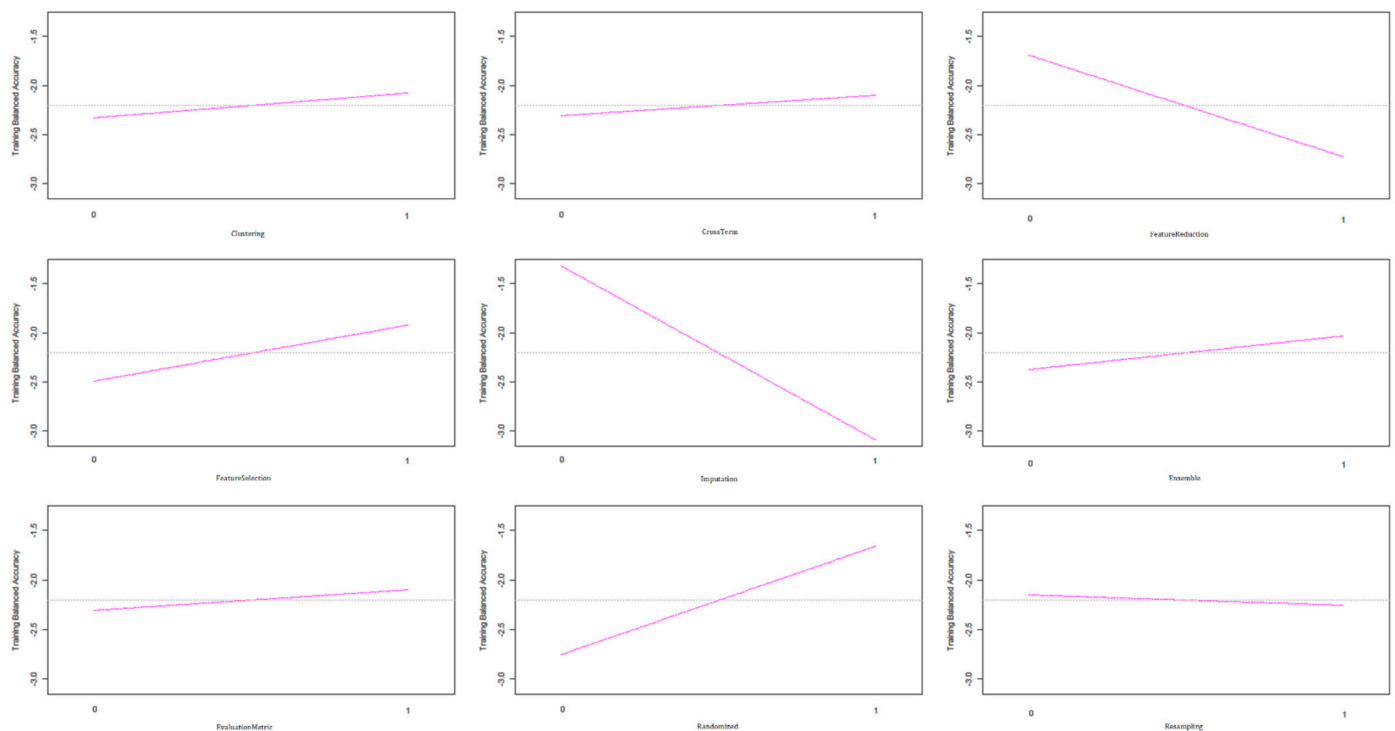 Training Balanced Accuracy
-1.5
-2.0
-2.5
-3.0
0 1
Clustering
Training Balanced Accuracy
-1.5
-2.0
-2.5
-3.0
0 1
CrossTerm
Training Balanced Accuracy
-1.5
-2.0
-2.5
-3.0
0 1
FeatureReduction
Training Balanced Accuracy
-1.5
-2.0
-2.5
-3.0
0 1
FeatureSelection
Training Balanced Accuracy
-1.5
-2.0
-2.5
-3.0
0 1
Imputation
Training Balanced Accuracy
-1.5
-2.0
-2.5
-3.0
0 1
Ensemble
Training Balanced Accuracy
-1.5
-2.0
-2.5
-3.0
0 1
EvaluationMetric
Training Balanced Accuracy
-1.5
-2.0
-2.5
-3.0
0 1
Randomized
Training Balanced Accuracy
-1.5
-2.0
-2.5
-3.0
0 1
Resampling